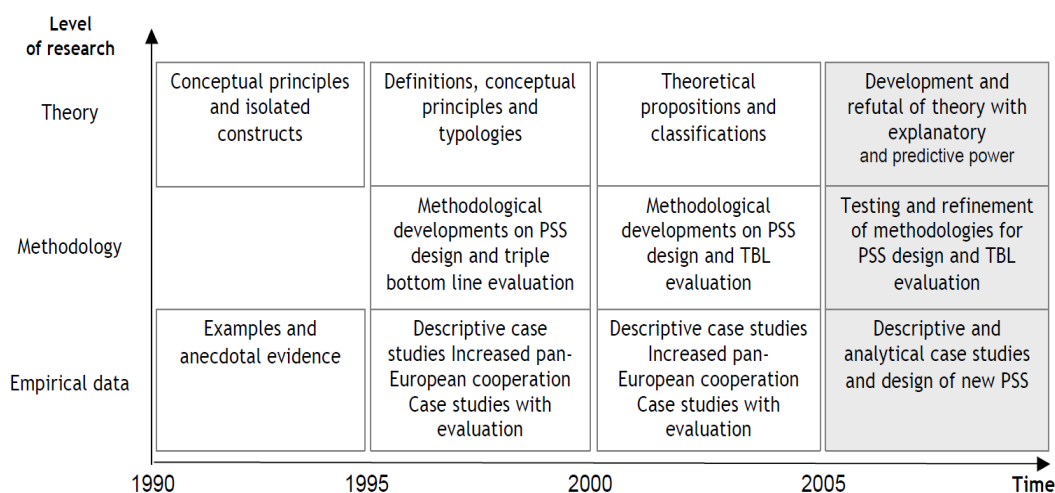 Level
of research
Theory
Conceptual principles
and isolated
constructs
Definitions, conceptual
principles and
typologies
Theoretical
propositions and
classifications
Development and
refutal of theory with
explanatory
and predictive power
Methodology
Methodological
developments on PSS
design and triple
bottom line evaluation
Methodological
developments on PSS
design and TBL
evaluation
Testing and refinement
of methodologies for
PSS design and TBL
evaluation
Empirical data
Examples and
anecdotal evidence
Descriptive case
studies Increased pan-
European cooperation
Case studies with
evaluation
Descriptive case studies
Increased pan-
European cooperation
Case studies with
evaluation
Descriptive and
analytical case studies
and design of new PSS
1990
1995
2000
2005
Time